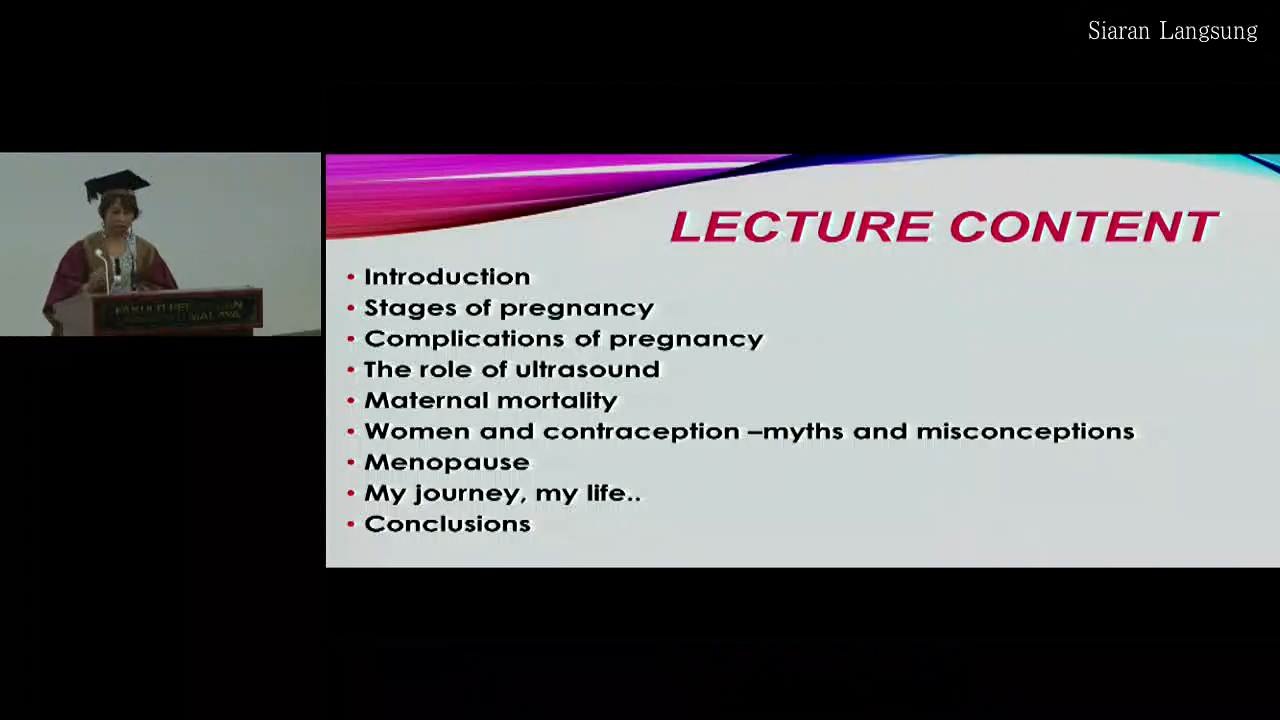 Siaran Langsung
LECTURE CONTENT
• Introduction
• Stages of pregnancy
• Complications of pregnancy
• The role of ultrasound
• Maternal mortality
• Women and contraception –myths and misconceptions
• Menopause
• My journey, my life..
• Conclusions
MALAYA